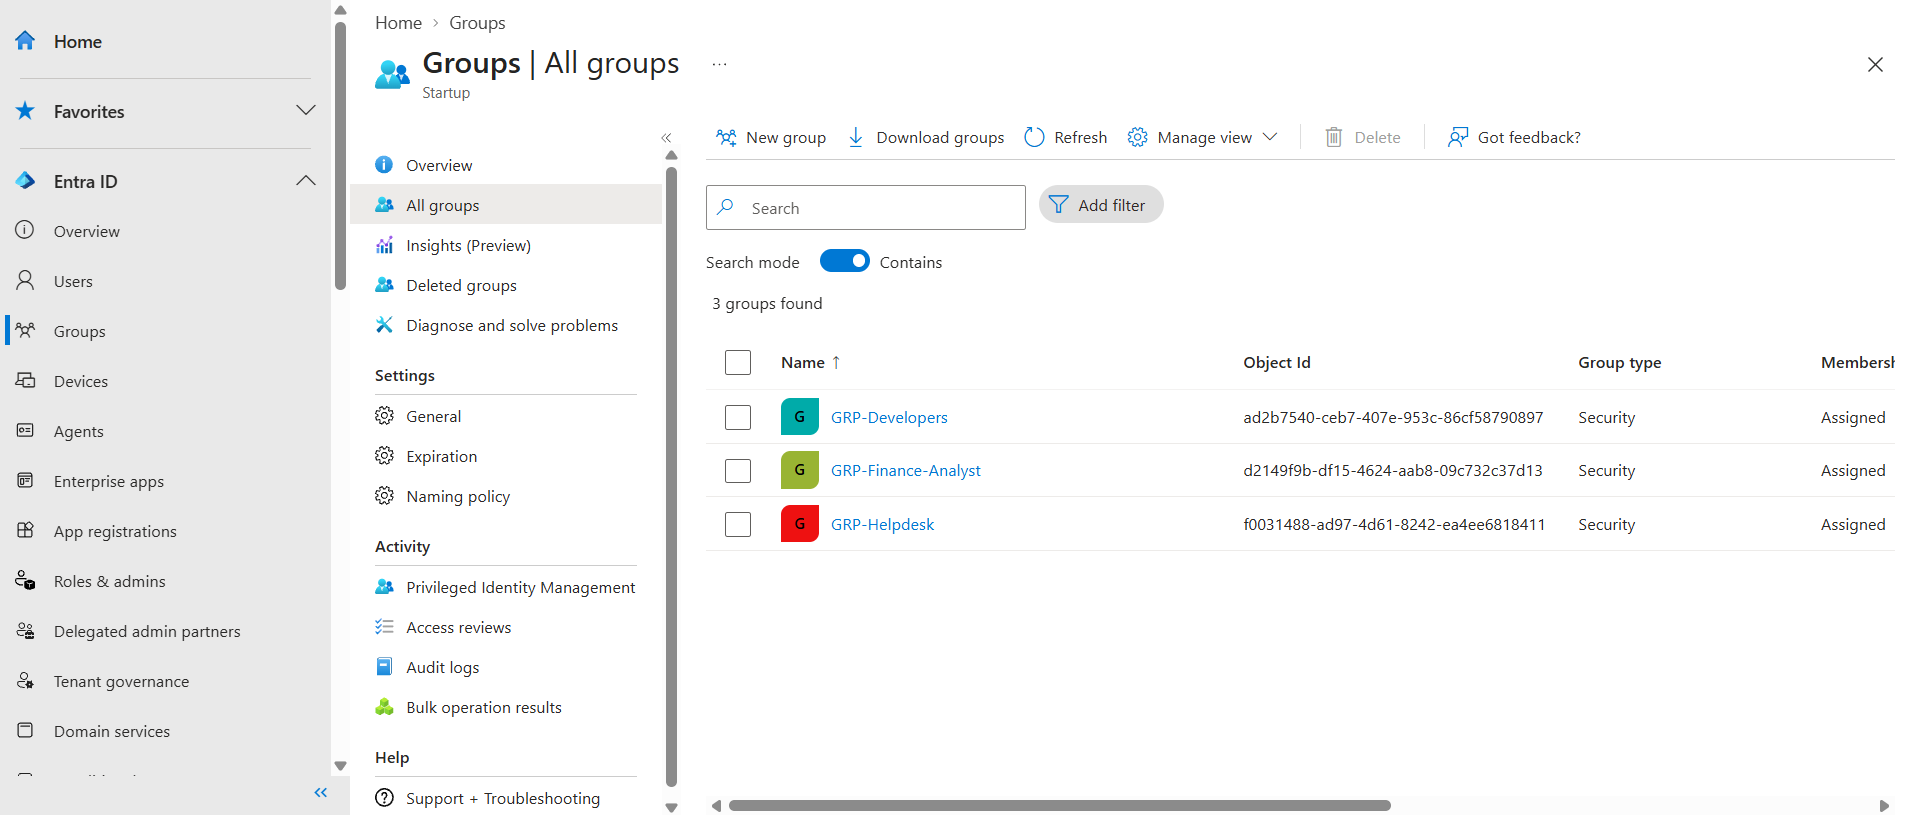 Home
Favorites
Entra ID
Overview
Users
Groups
Devices
Agents
Enterprise apps
App registrations
Roles & admins
Delegated admin partners
Tenant governance
Domain services
«
Home › Groups
Groups | All groups ...
Startup
«
Overview
All groups
Insights (Preview)
Deleted groups
Diagnose and solve problems
Settings
General
Expiration
Naming policy
Activity
Privileged Identity Management
Access reviews
Audit logs
Bulk operation results
Help
Support + Troubleshooting
New group Download groups Refresh Manage view Delete Got feedback?
Search Add filter
Search mode Contains
3 groups found
Name ↑ Object Id Group type Membersh
G GRP-Developers ad2b7540-ceb7-407e-953c-86cf58790897 Security Assigned
G GRP-Finance-Analyst d2149f9b-df15-4624-aab8-09c732c37d13 Security Assigned
G GRP-Helpdesk f0031488-ad97-4d61-8242-ea4ee6818411 Security Assigned